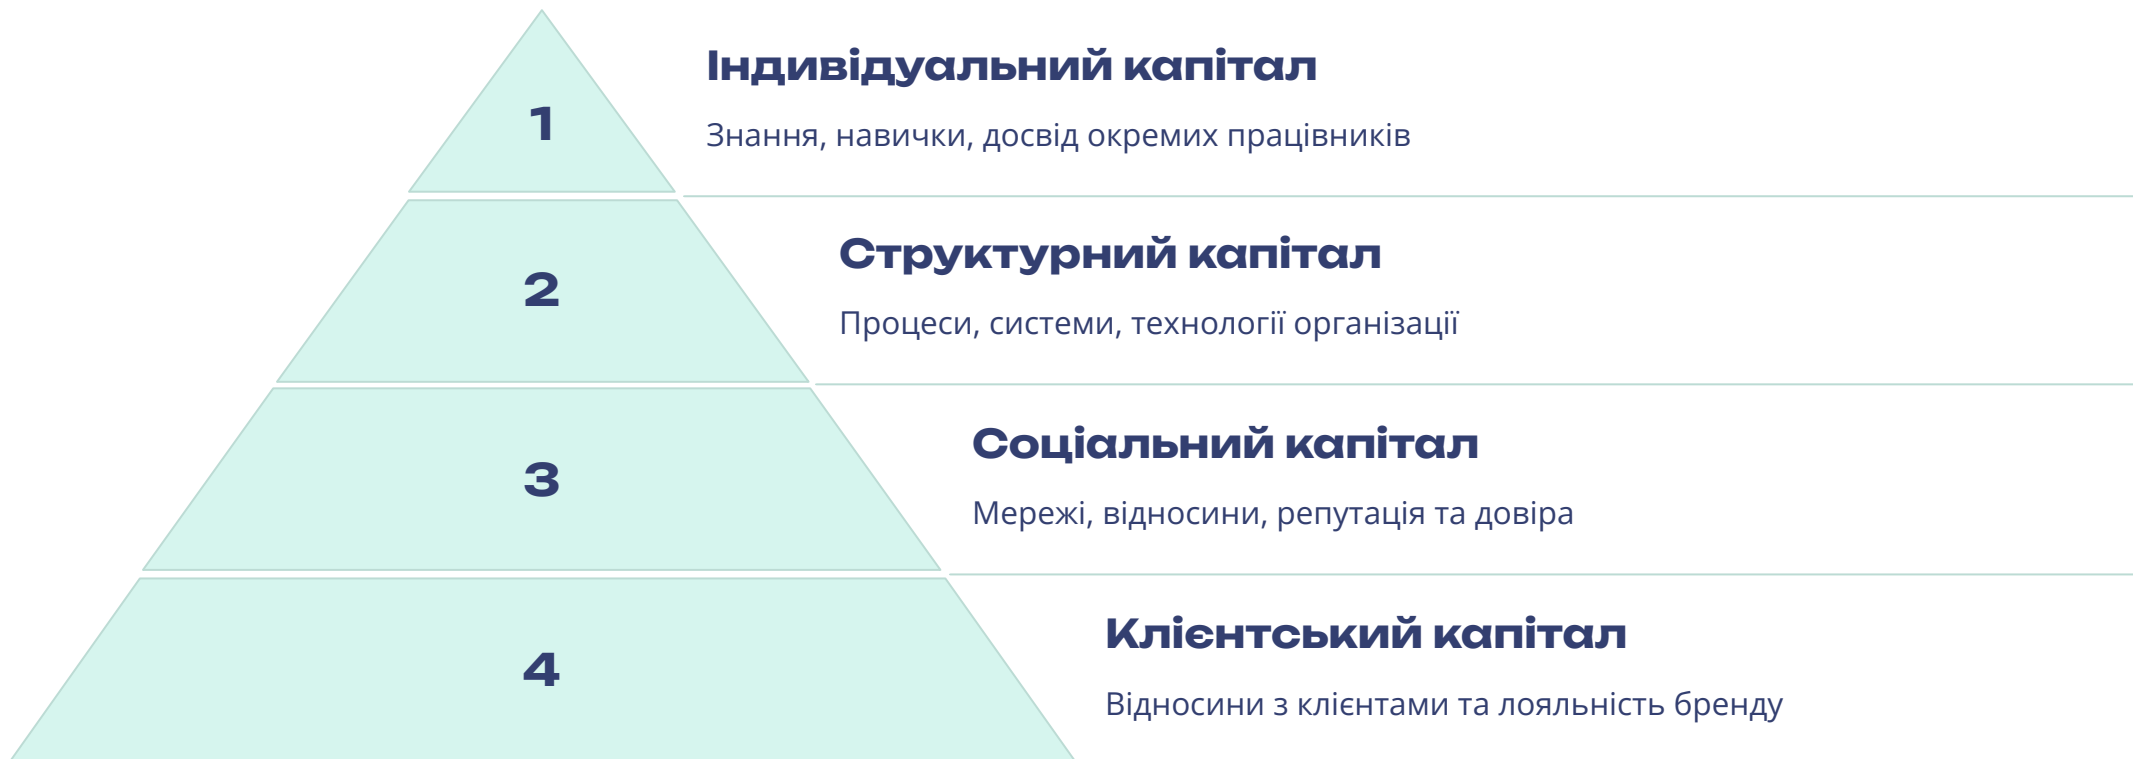 1
Індивідуальний капітал
Знання, навички, досвід окремих працівників
2
Структурний капітал
Процеси, системи, технології організації
3
Соціальний капітал
Мережі, відносини, репутація та довіра
4
Клієнтський капітал
Відносини з клієнтами та лояльність бренду